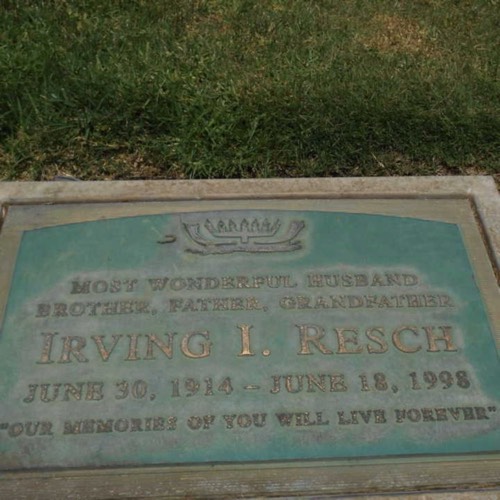 MOST WONDERFUL HUSBAND
BROTHER, FATHER, GRANDFATHER
IRVING I. RESCH
JUNE 30, 1914 - JUNE 18, 1998
"OUR MEMORIES OF YOU WILL LIVE FOREVER"